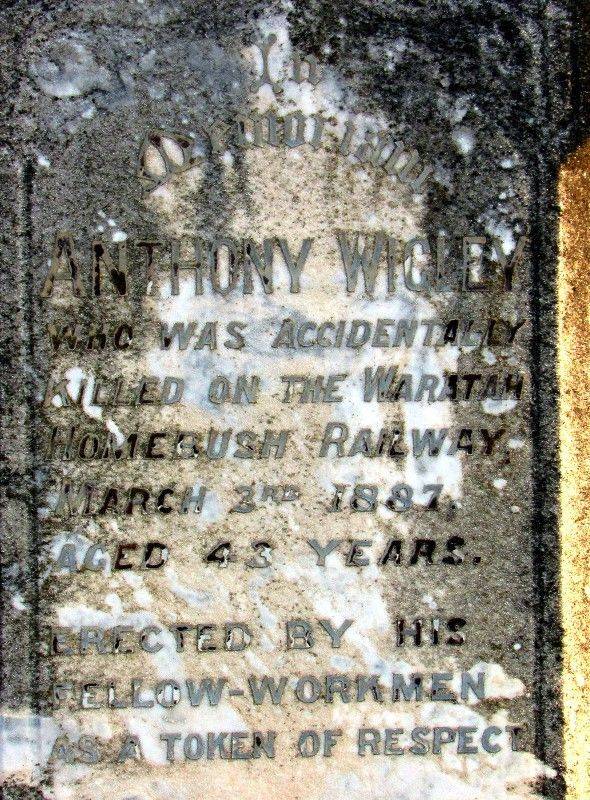 In
Memoriam
ANTHONY WIGLEY
WHO WAS ACCIDENTALLY
KILLED ON THE WARATAH
HOMEBUSH RAILWAY,
MARCH 3RD 1887.
AGED 43 YEARS.
ERECTED BY HIS
FELLOW-WORKMEN
AS A TOKEN OF RESPECT